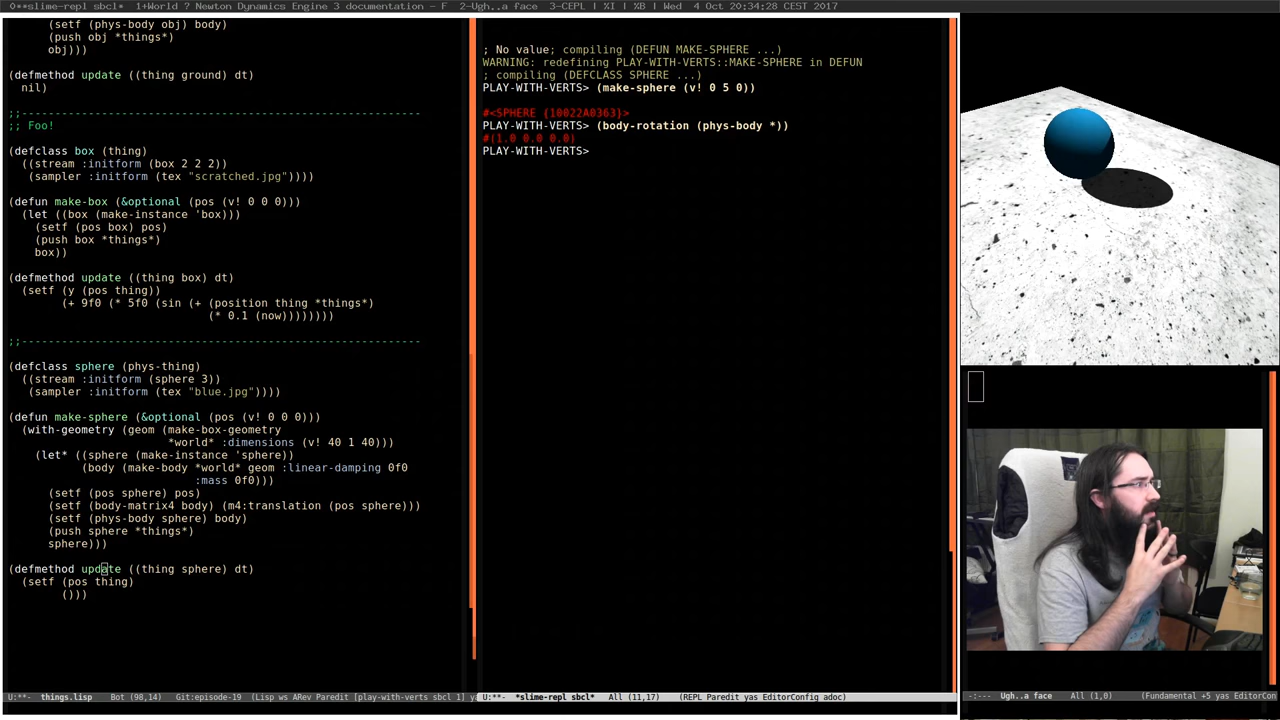 0**slime-repl sbcl*  1+World ? Newton Dynamics Engine 3 documentation - F  2-Ugh..a face  3-CEPL | %I | %B | Wed  4 Oct 20:34:28 CEST 2017
(setf (phys-body obj) body)
(push obj *things*)
obj)))
(defmethod update ((thing ground) dt)
nil)
;;----------------------------------------------------
;; Foo!
(defclass box (thing)
((stream :initform (box 2 2 2))
(sampler :initform (tex "scratched.jpg"))))
(defun make-box (&optional (pos (v! 0 0 0)))
(let ((box (make-instance 'box)))
(setf (pos box) pos)
(push box *things*)
box))
(defmethod update ((thing box) dt)
(setf (y (pos thing))
(+ 9f0 (* 5f0 (sin (+ (position thing *things*)
(* 0.1 (now))))))))
;;----------------------------------------------------
(defclass sphere (phys-thing)
((stream :initform (sphere 3))
(sampler :initform (tex "blue.jpg"))))
(defun make-sphere (&optional (pos (v! 0 0 0)))
(with-geometry (geom (make-box-geometry
*world* :dimensions (v! 40 1 40)))
(let* ((sphere (make-instance 'sphere))
(body (make-body *world* geom :linear-damping 0f0
:mass 0f0)))
(setf (pos sphere) pos)
(setf (body-matrix4 body) (m4:translation (pos sphere)))
(setf (phys-body sphere) body)
(push sphere *things*)
sphere)))
(defmethod update ((thing sphere) dt)
(setf (pos thing)
()))
U:**-  things.lisp    Bot (98,14)   Git:episode-19  (Lisp ws ARev Paredit [play-with-verts sbcl 1] y
; No value; compiling (DEFUN MAKE-SPHERE ...)
WARNING: redefining PLAY-WITH-VERTS::MAKE-SPHERE in DEFUN
; compiling (DEFCLASS SPHERE ...)
PLAY-WITH-VERTS> (make-sphere (v! 0 5 0))
#<SPHERE {10022A0363}>
PLAY-WITH-VERTS> (body-rotation (phys-body *))
#(1.0 0.0 0.0)
PLAY-WITH-VERTS>
U:**-  *slime-repl sbcl*   All (11,17)    (REPL Paredit yas EditorConfig adoc)
-:---  Ugh..a face    All (1,0)     (Fundamental +5 yas EditorCon